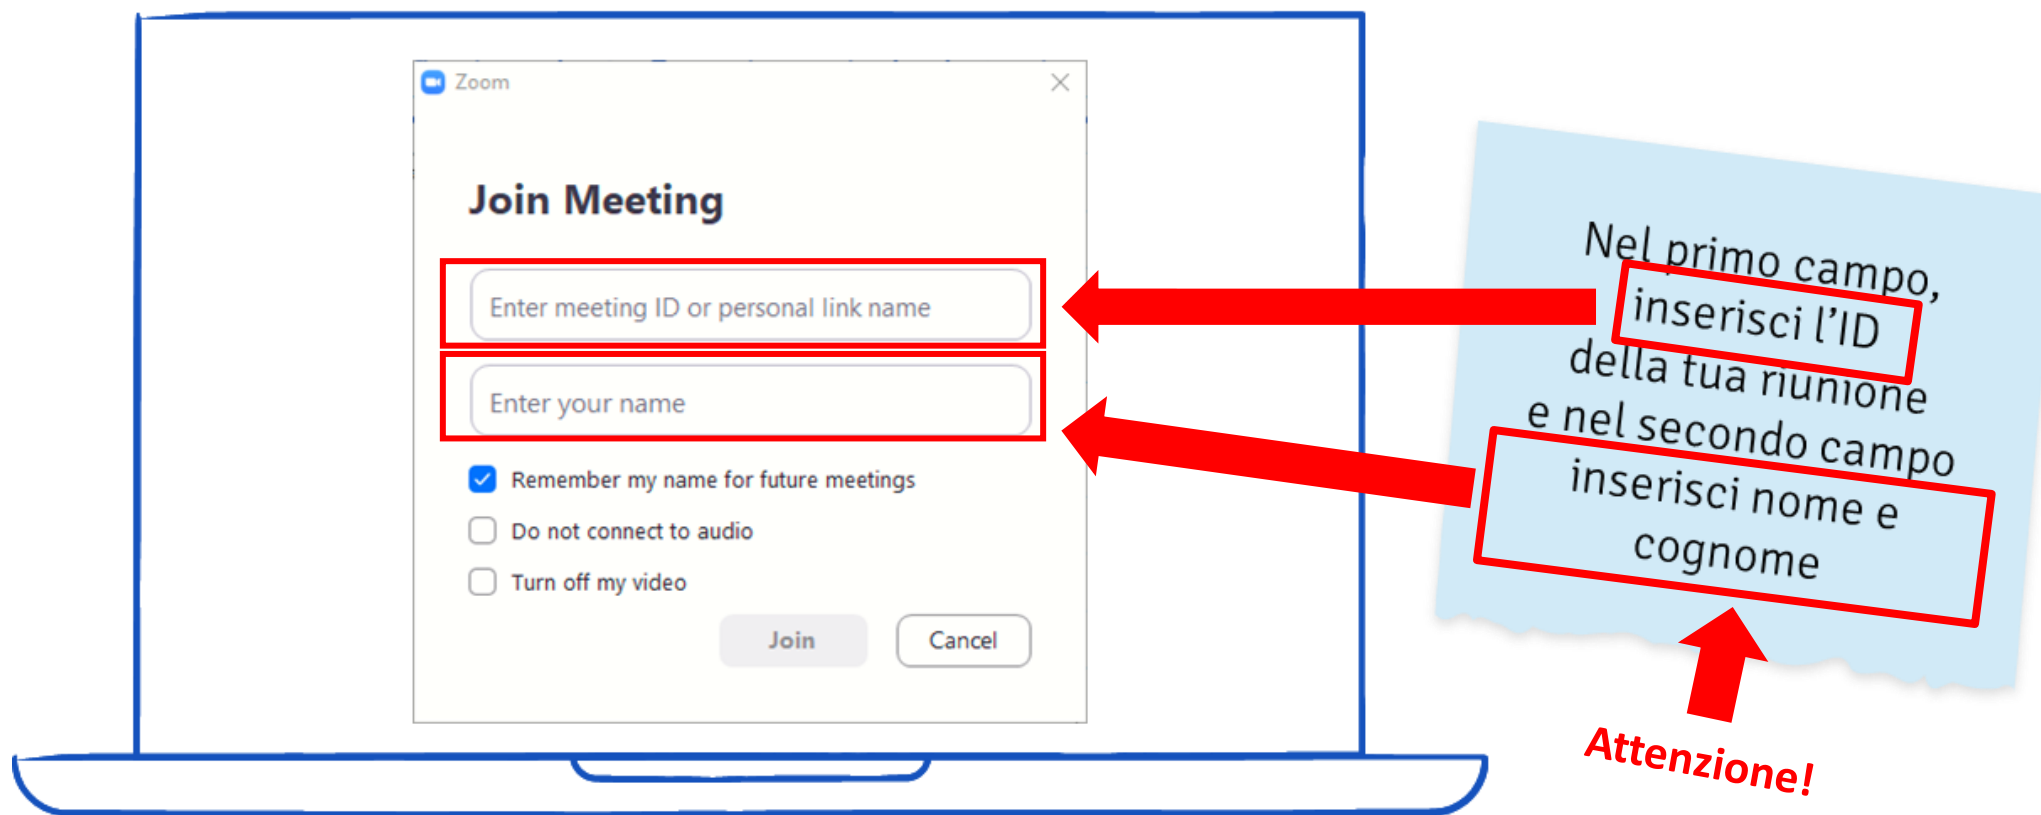 Zoom
Join Meeting
Enter meeting ID or personal link name
Enter your name
Remember my name for future meetings
Do not connect to audio
Turn off my video
Join
Cancel
Nel primo campo,
inserisci l'ID
della tua riunione
e nel secondo campo
inserisci nome e
cognome
Attenzione!